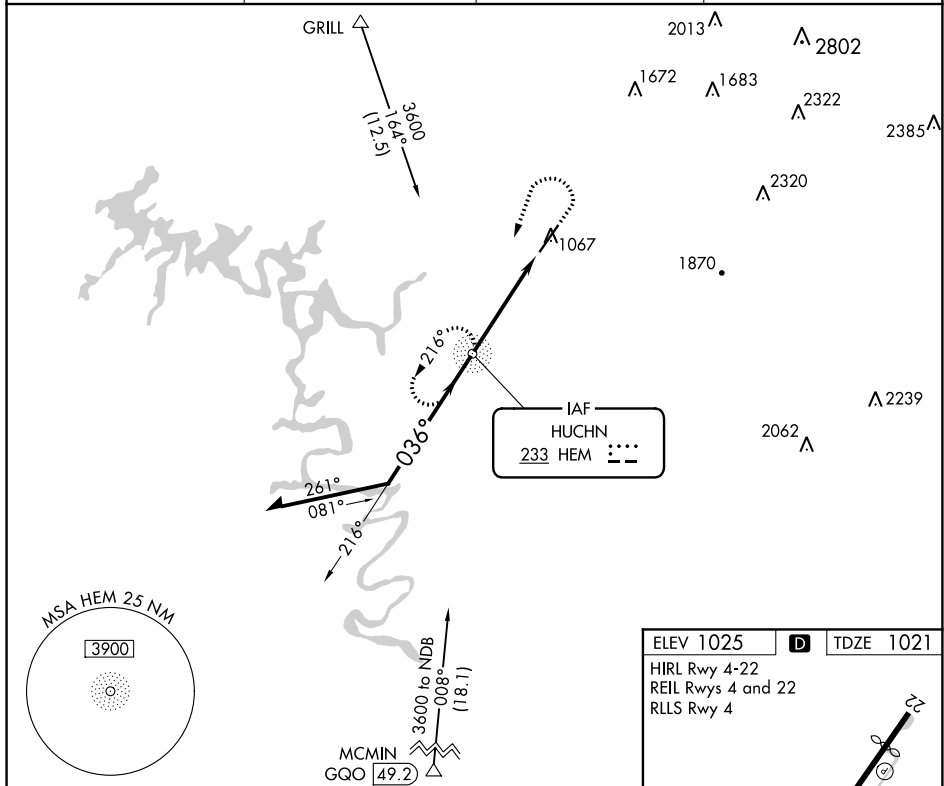 GRILL
3600
164°
(12.5)
2013
2802
1672
1683
2322
2385
2320
1067
1870
216°
IAF
HUCHN
233 HEM
2239
2062
036°
261°
081°
216°
MSA HEM 25 NM
3900
3600 to NDB
008°
(18.1)
MCMIN
GQO 49.2
ELEV 1025 D TDZE 1021
HIRL Rwy 4-22
REIL Rwys 4 and 22
RLLS Rwy 4
22